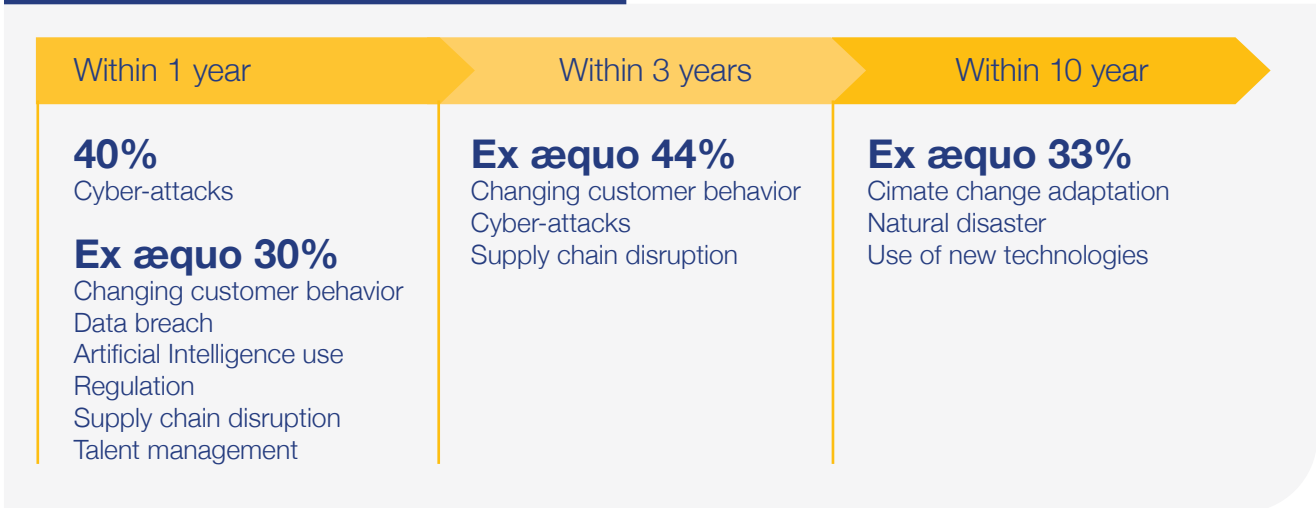 Within 1 year
40%
Cyber-attacks
Ex æquo 30%
Changing customer behavior
Data breach
Artificial Intelligence use
Regulation
Supply chain disruption
Talent management
Within 3 years
Ex æquo 44%
Changing customer behavior
Cyber-attacks
Supply chain disruption
Within 10 year
Ex æquo 33%
Cimate change adaptation
Natural disaster
Use of new technologies